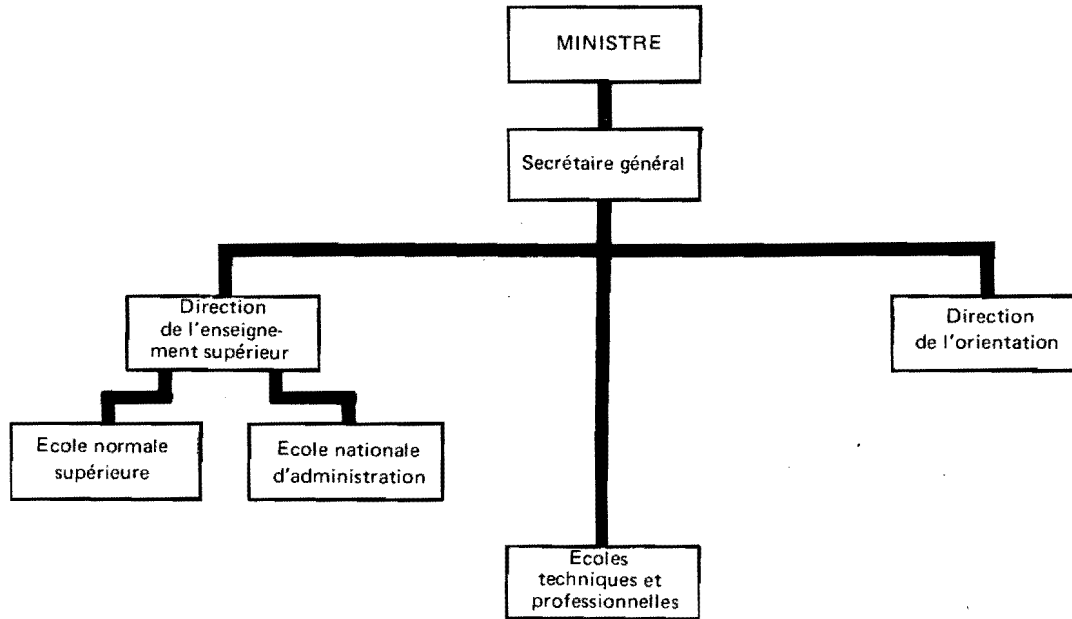 MINISTRE
Secrétaire général
Direction
de l'enseigne-
ment supérieur
Direction
de l'orientation
Ecole normale
supérieure
Ecole nationale
d'administration
Ecoles
techniques et
professionnelles